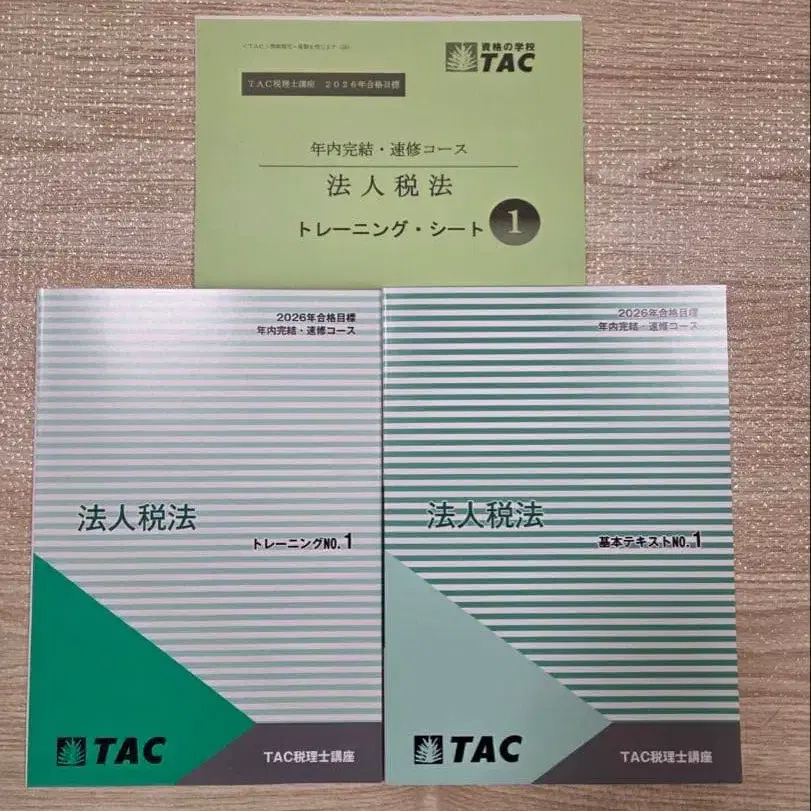 資格の学校
TAC
TAC税理士講座 2026年合格目標
年内完結・速修コース
法人税法
トレーニング・シート 1
2026年合格目標
年内完結・速修コース
法人税法
トレーニングNO.1
TAC
TAC税理士講座
2026年合格目標
年内完結・速修コース
法人税法
基本テキストNO.1
TAC
TAC税理士講座